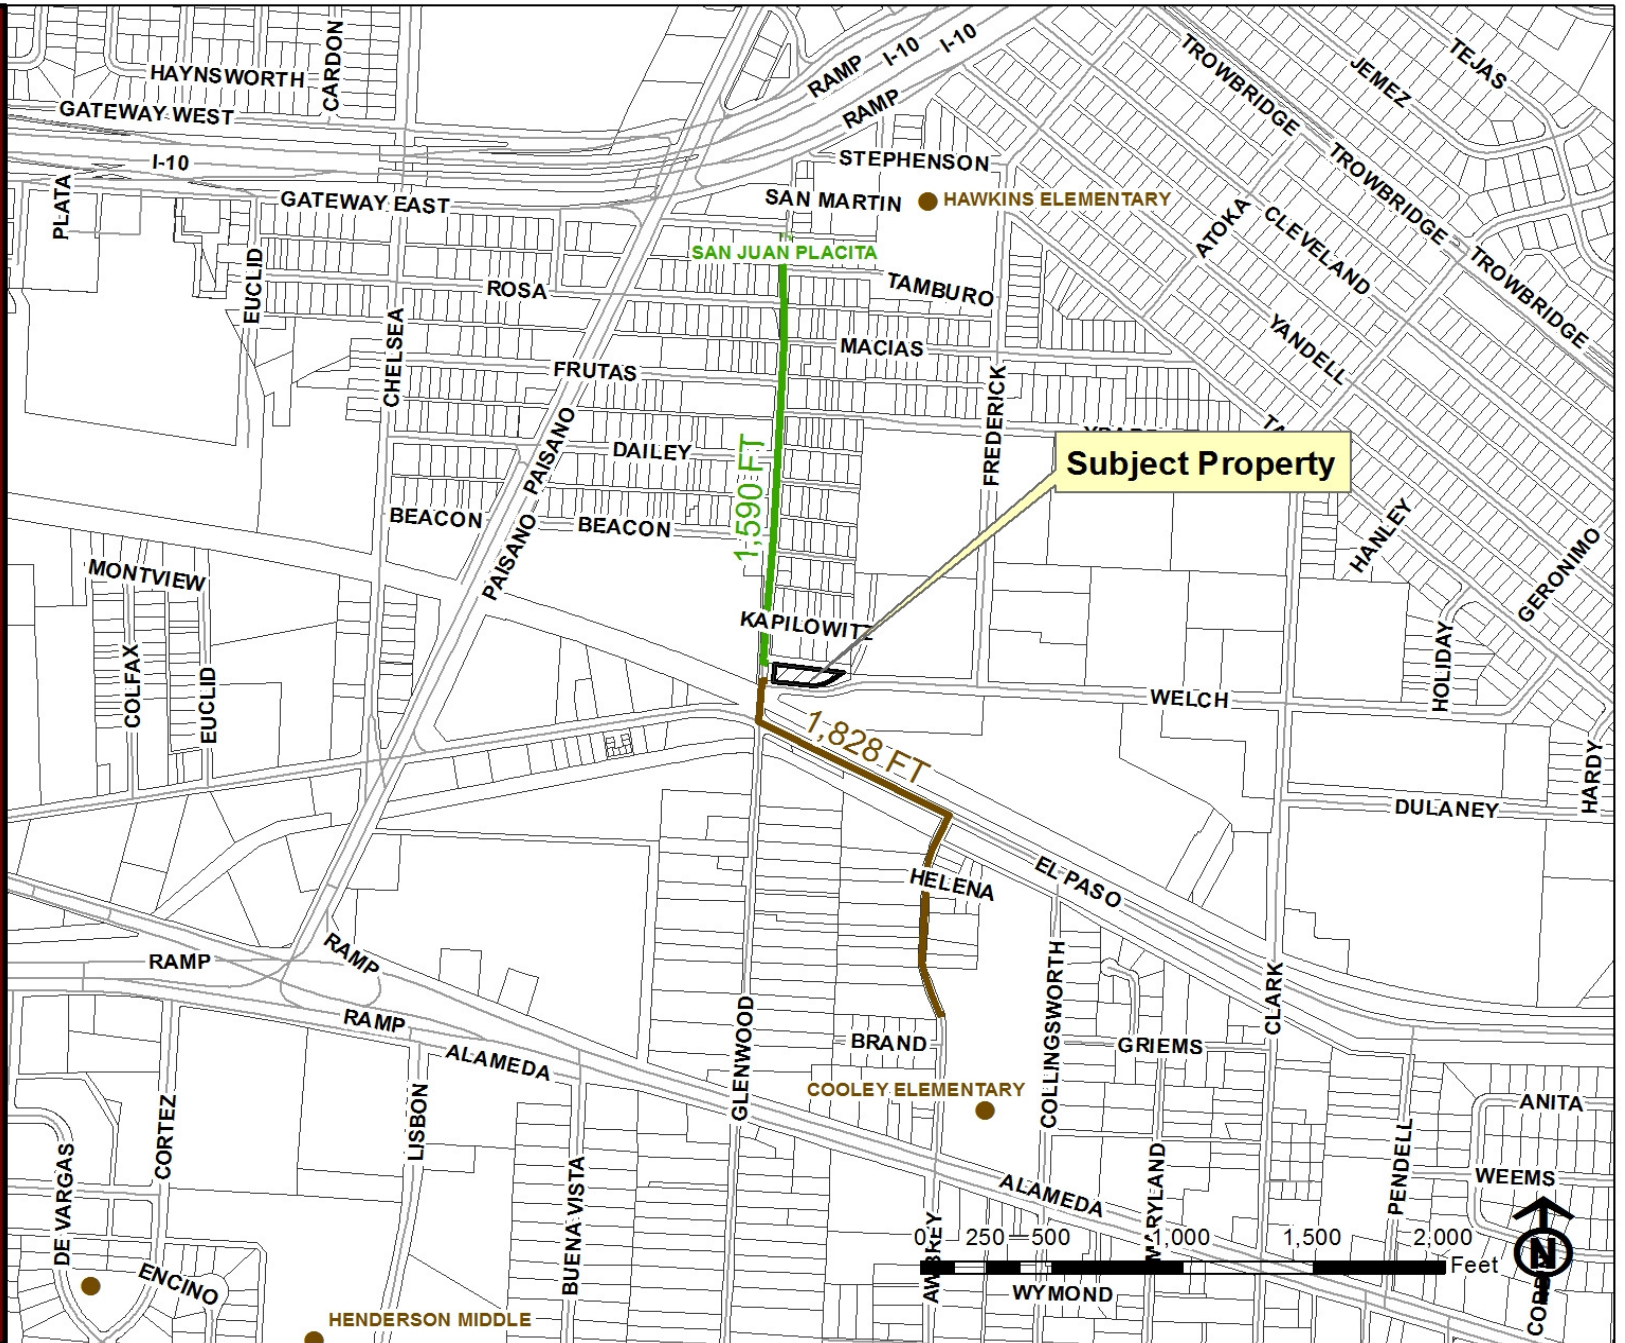 CARDON
HAYNSWORTH
GATEWAY WEST
I-10
PLATA
GATEWAY EAST
RAMP
I-10
I-10
RAMP
TROWBRIDGE
JEMEZ
TEJAS
STEPHENSON
TROWBRIDGE
SAN MARTIN
HAWKINS ELEMENTARY
ATOKA
CLEVELAND
TROWBRIDGE
SAN JUAN PLACITA
EUCLID
ROSA
TAMBURO
YANDELL
CHELSEA
MACIAS
FRUTAS
FREDERICK
PAISANO
DAILEY
1,590 FT
Subject Property
BEACON
BEACON
PAISANO
HANLEY
GERONIMO
MONTVIEW
KAPILOWITZ
COLFAX
EUCLID
HOLIDAY
WELCH
1,828 FT
HARDY
DULANEY
HELENA
EL PASO
RAMP
RAMP
RAMP
COLLINGSWORTH
CLARK
GLENWOOD
BRAND
GRIEMS
ALAMEDA
COOLEY ELEMENTARY
CORTEZ
LISBON
ANITA
DE VARGAS
BUENA VISTA
MARYLAND
PENDELL
WEEMS
ALAMEDA
AWBREY
0 250 500 1,000 1,500 2,000
Feet
N
ENCINO
WYMOND
HENDERSON MIDDLE